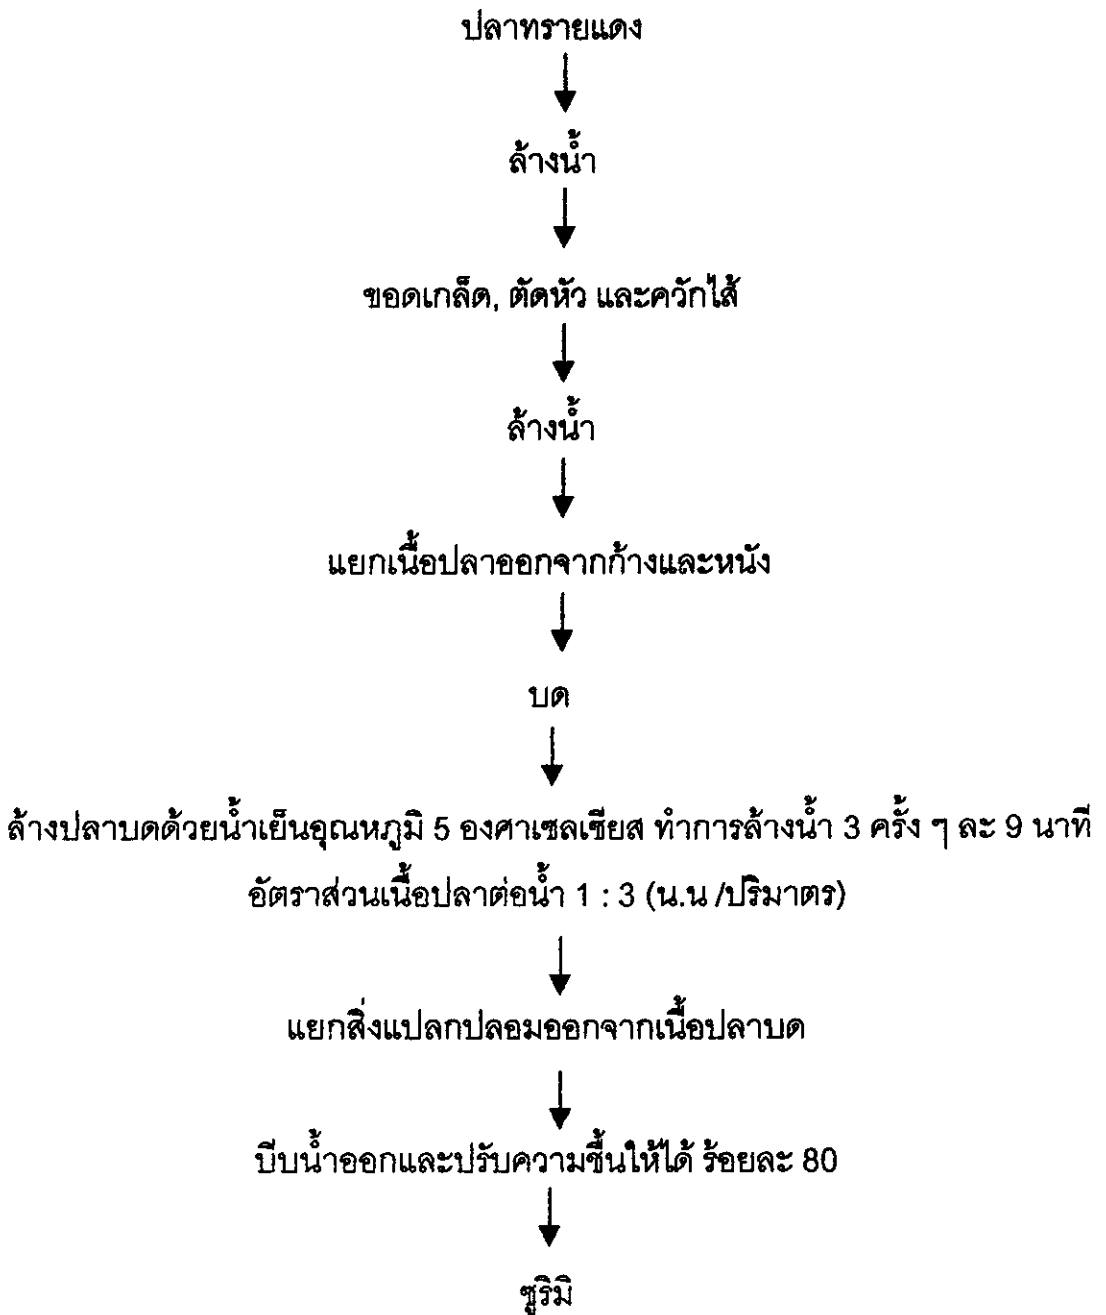 ปลาทรายแดง
ล้างน้ำ
ขอดเกล็ด, ตัดหัว และควักไส้
ล้างน้ำ
แยกเนื้อปลาออกจากก้างและหนัง
บด
ล้างปลาบดด้วยน้ำเย็นอุณหภูมิ 5 องศาเซลเซียส ทำการล้างน้ำ 3 ครั้ง ๆ ละ 9 นาที
อัตราส่วนเนื้อปลาต่อน้ำ 1 : 3 (น.น /ปริมาตร)
แยกสิ่งแปลกปลอมออกจากเนื้อปลาบด
บีบน้ำออกและปรับความชื้นให้ได้ ร้อยละ 80
ซูริมิ